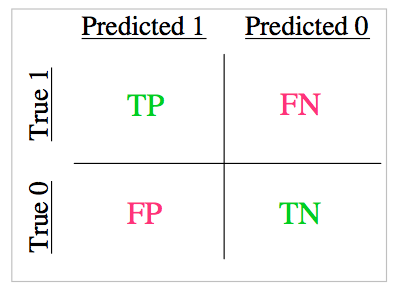 Predicted 1 Predicted 0
True 1 TP FN
True 0 FP TN